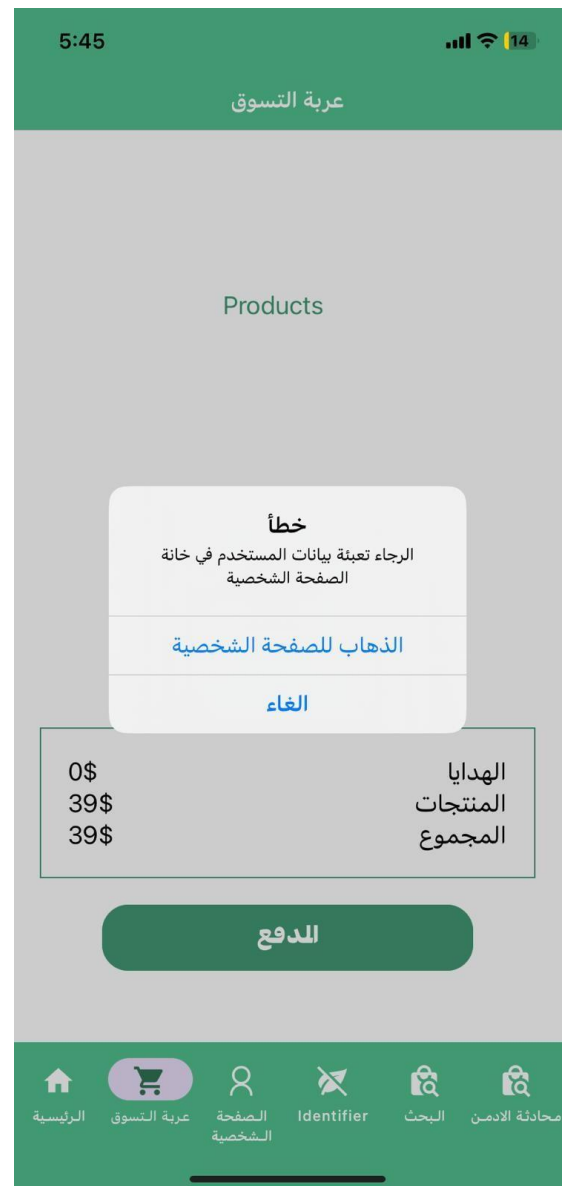 5:45
14
عربة التسوق
Products
خطأ
الرجاء تعبئة بيانات المستخدم في خانة
الصفحة الشخصية
الذهاب للصفحة الشخصية
الغاء
الهدايا 0$
المنتجات 39$
المجموع 39$
المدفع
الرئيسية
عربة التسوق
الصفحة
الشخصية
Identifier
البحث
محادثة الادمن